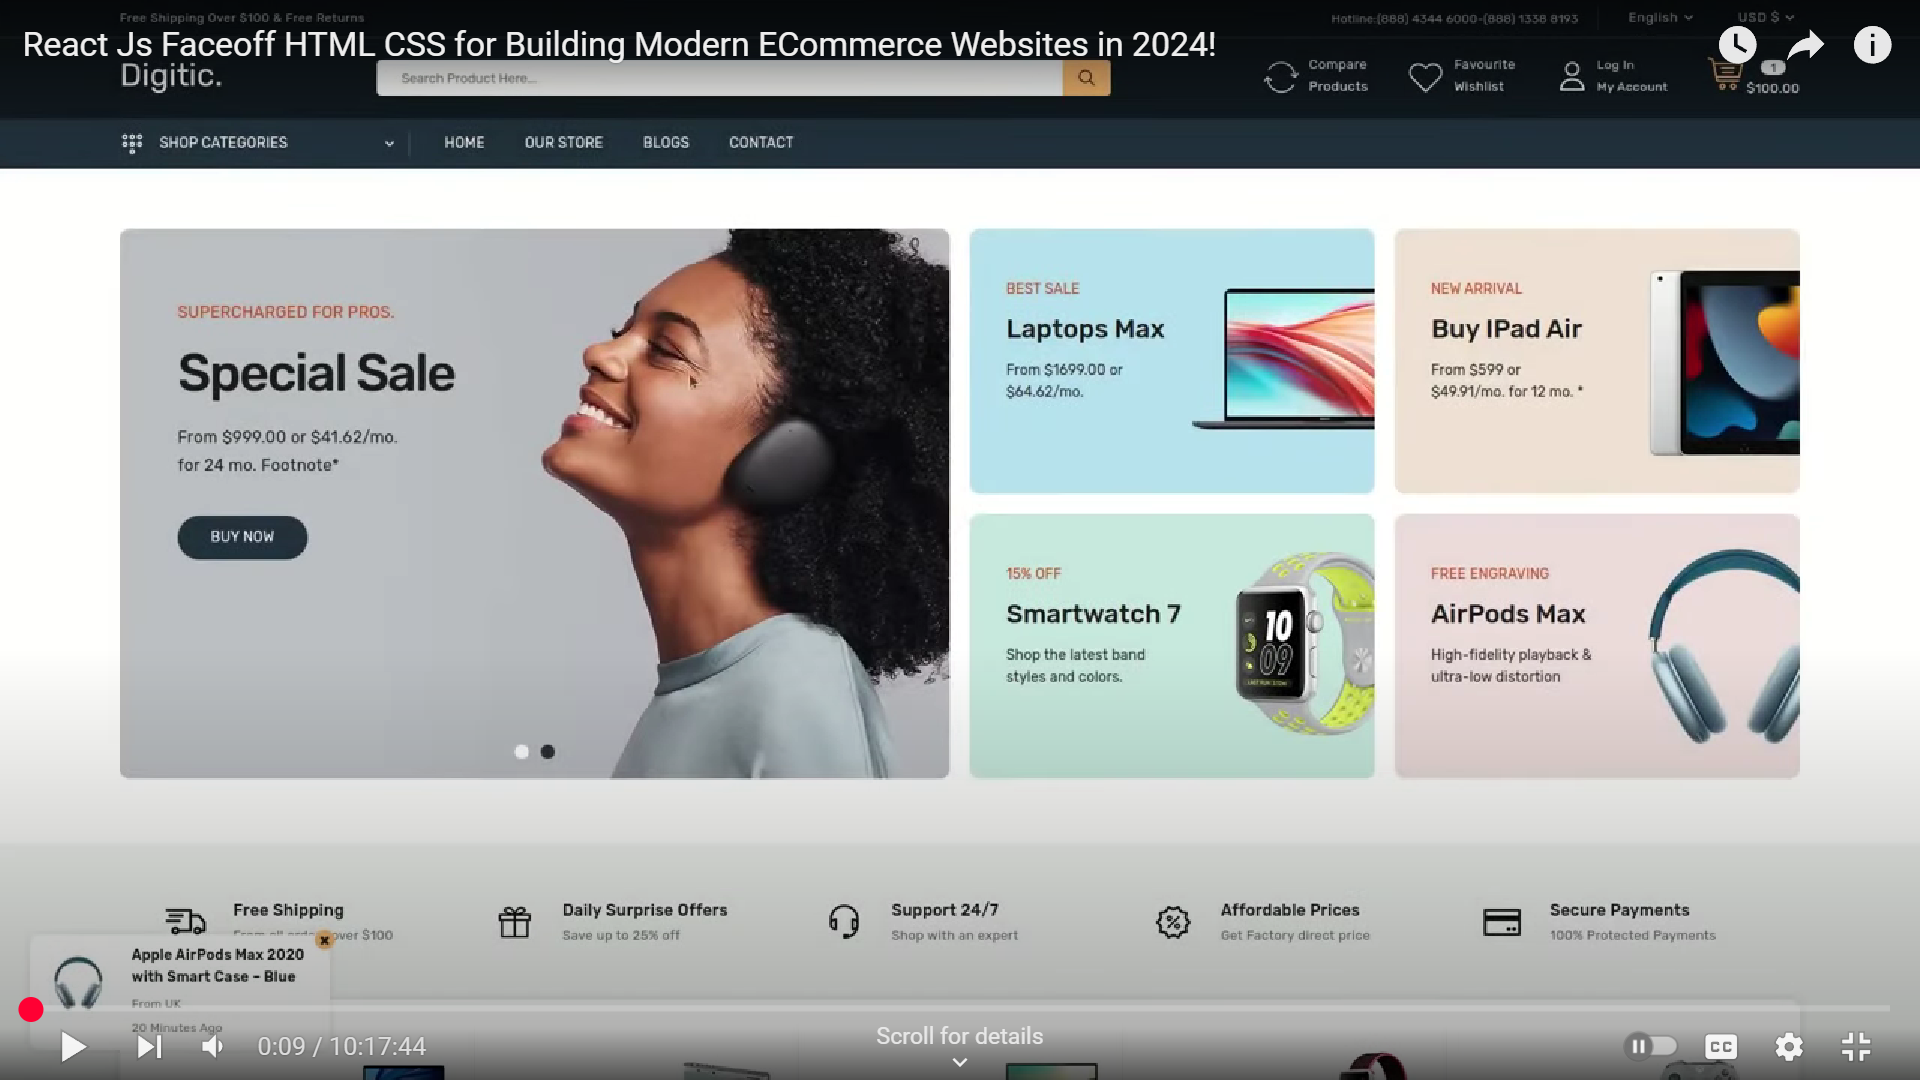 Free Shipping Over $100 & Free Returns
Hotline:(888) 4344 6000-(888) 1338 8193
English
USD $
React Js Faceoff HTML CSS for Building Modern ECommerce Websites in 2024!
Digitic.
Search Product Here...
Compare
Products
Favourite
Wishlist
Log In
My Account
1
$100.00
SHOP CATEGORIES
HOME
OUR STORE
BLOGS
CONTACT
SUPERCHARGED FOR PROS.
Special Sale
From $999.00 or $41.62/mo.
for 24 mo. Footnote*
BUY NOW
BEST SALE
Laptops Max
From $1699.00 or
$64.62/mo.
NEW ARRIVAL
Buy IPad Air
From $599 or
$49.91/mo. for 12 mo. *
15% OFF
Smartwatch 7
Shop the latest band
styles and colors.
10
09
FREE ENGRAVING
AirPods Max
High-fidelity playback &
ultra-low distortion
Free Shipping
From all orders over $100
Daily Surprise Offers
Save up to 25% off
Support 24/7
Shop with an expert
Affordable Prices
Get Factory direct price
Secure Payments
100% Protected Payments
Apple AirPods Max 2020
with Smart Case – Blue
From UK
20 Minutes Ago
0:09 / 10:17:44
Scroll for details
CC